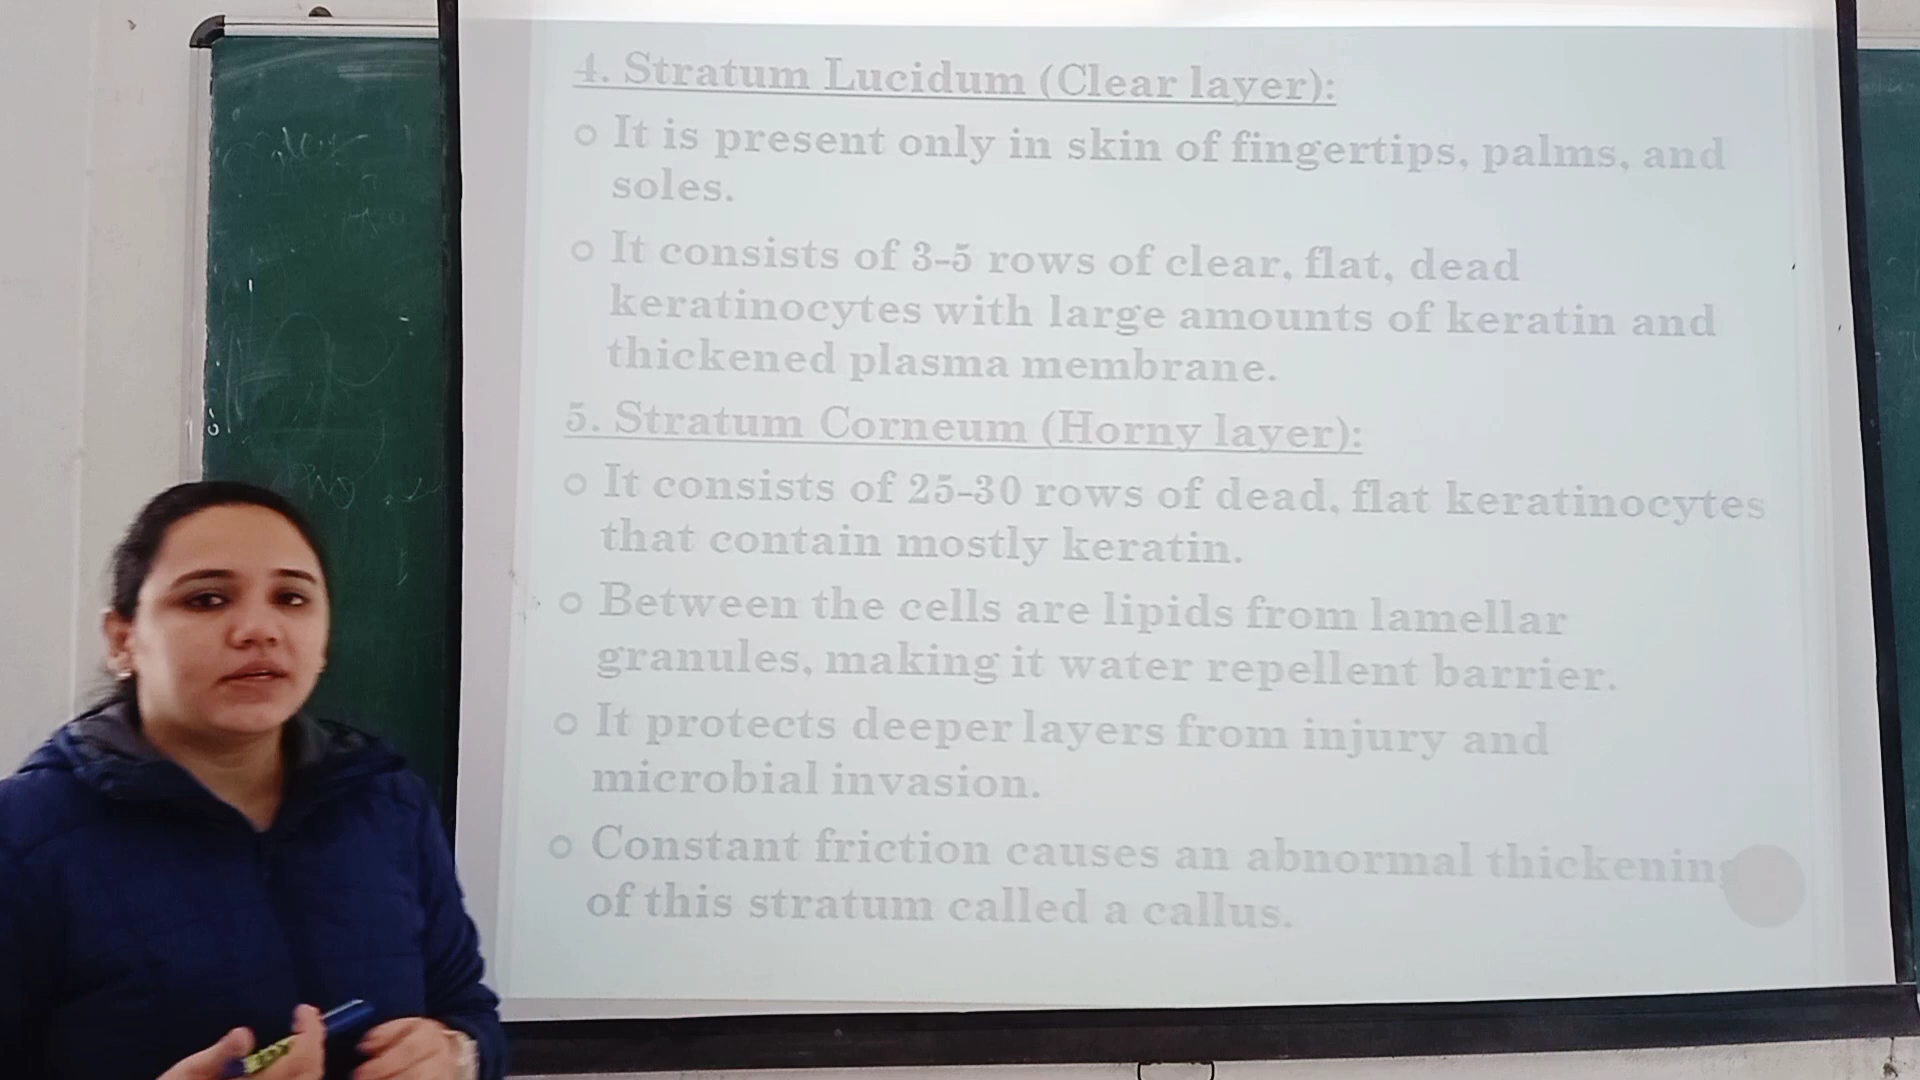 4. Stratum Lucidum (Clear layer):
It is present only in skin of fingertips, palms, and
soles.
It consists of 3-5 rows of clear, flat, dead
keratinocytes with large amounts of keratin and
thickened plasma membrane.
5. Stratum Corneum (Horny layer):
It consists of 25-30 rows of dead, flat keratinocytes
that contain mostly keratin.
Between the cells are lipids from lamellar
granules, making it water repellent barrier.
It protects deeper layers from injury and
microbial invasion.
Constant friction causes an abnormal thickening
of this stratum called a callus.